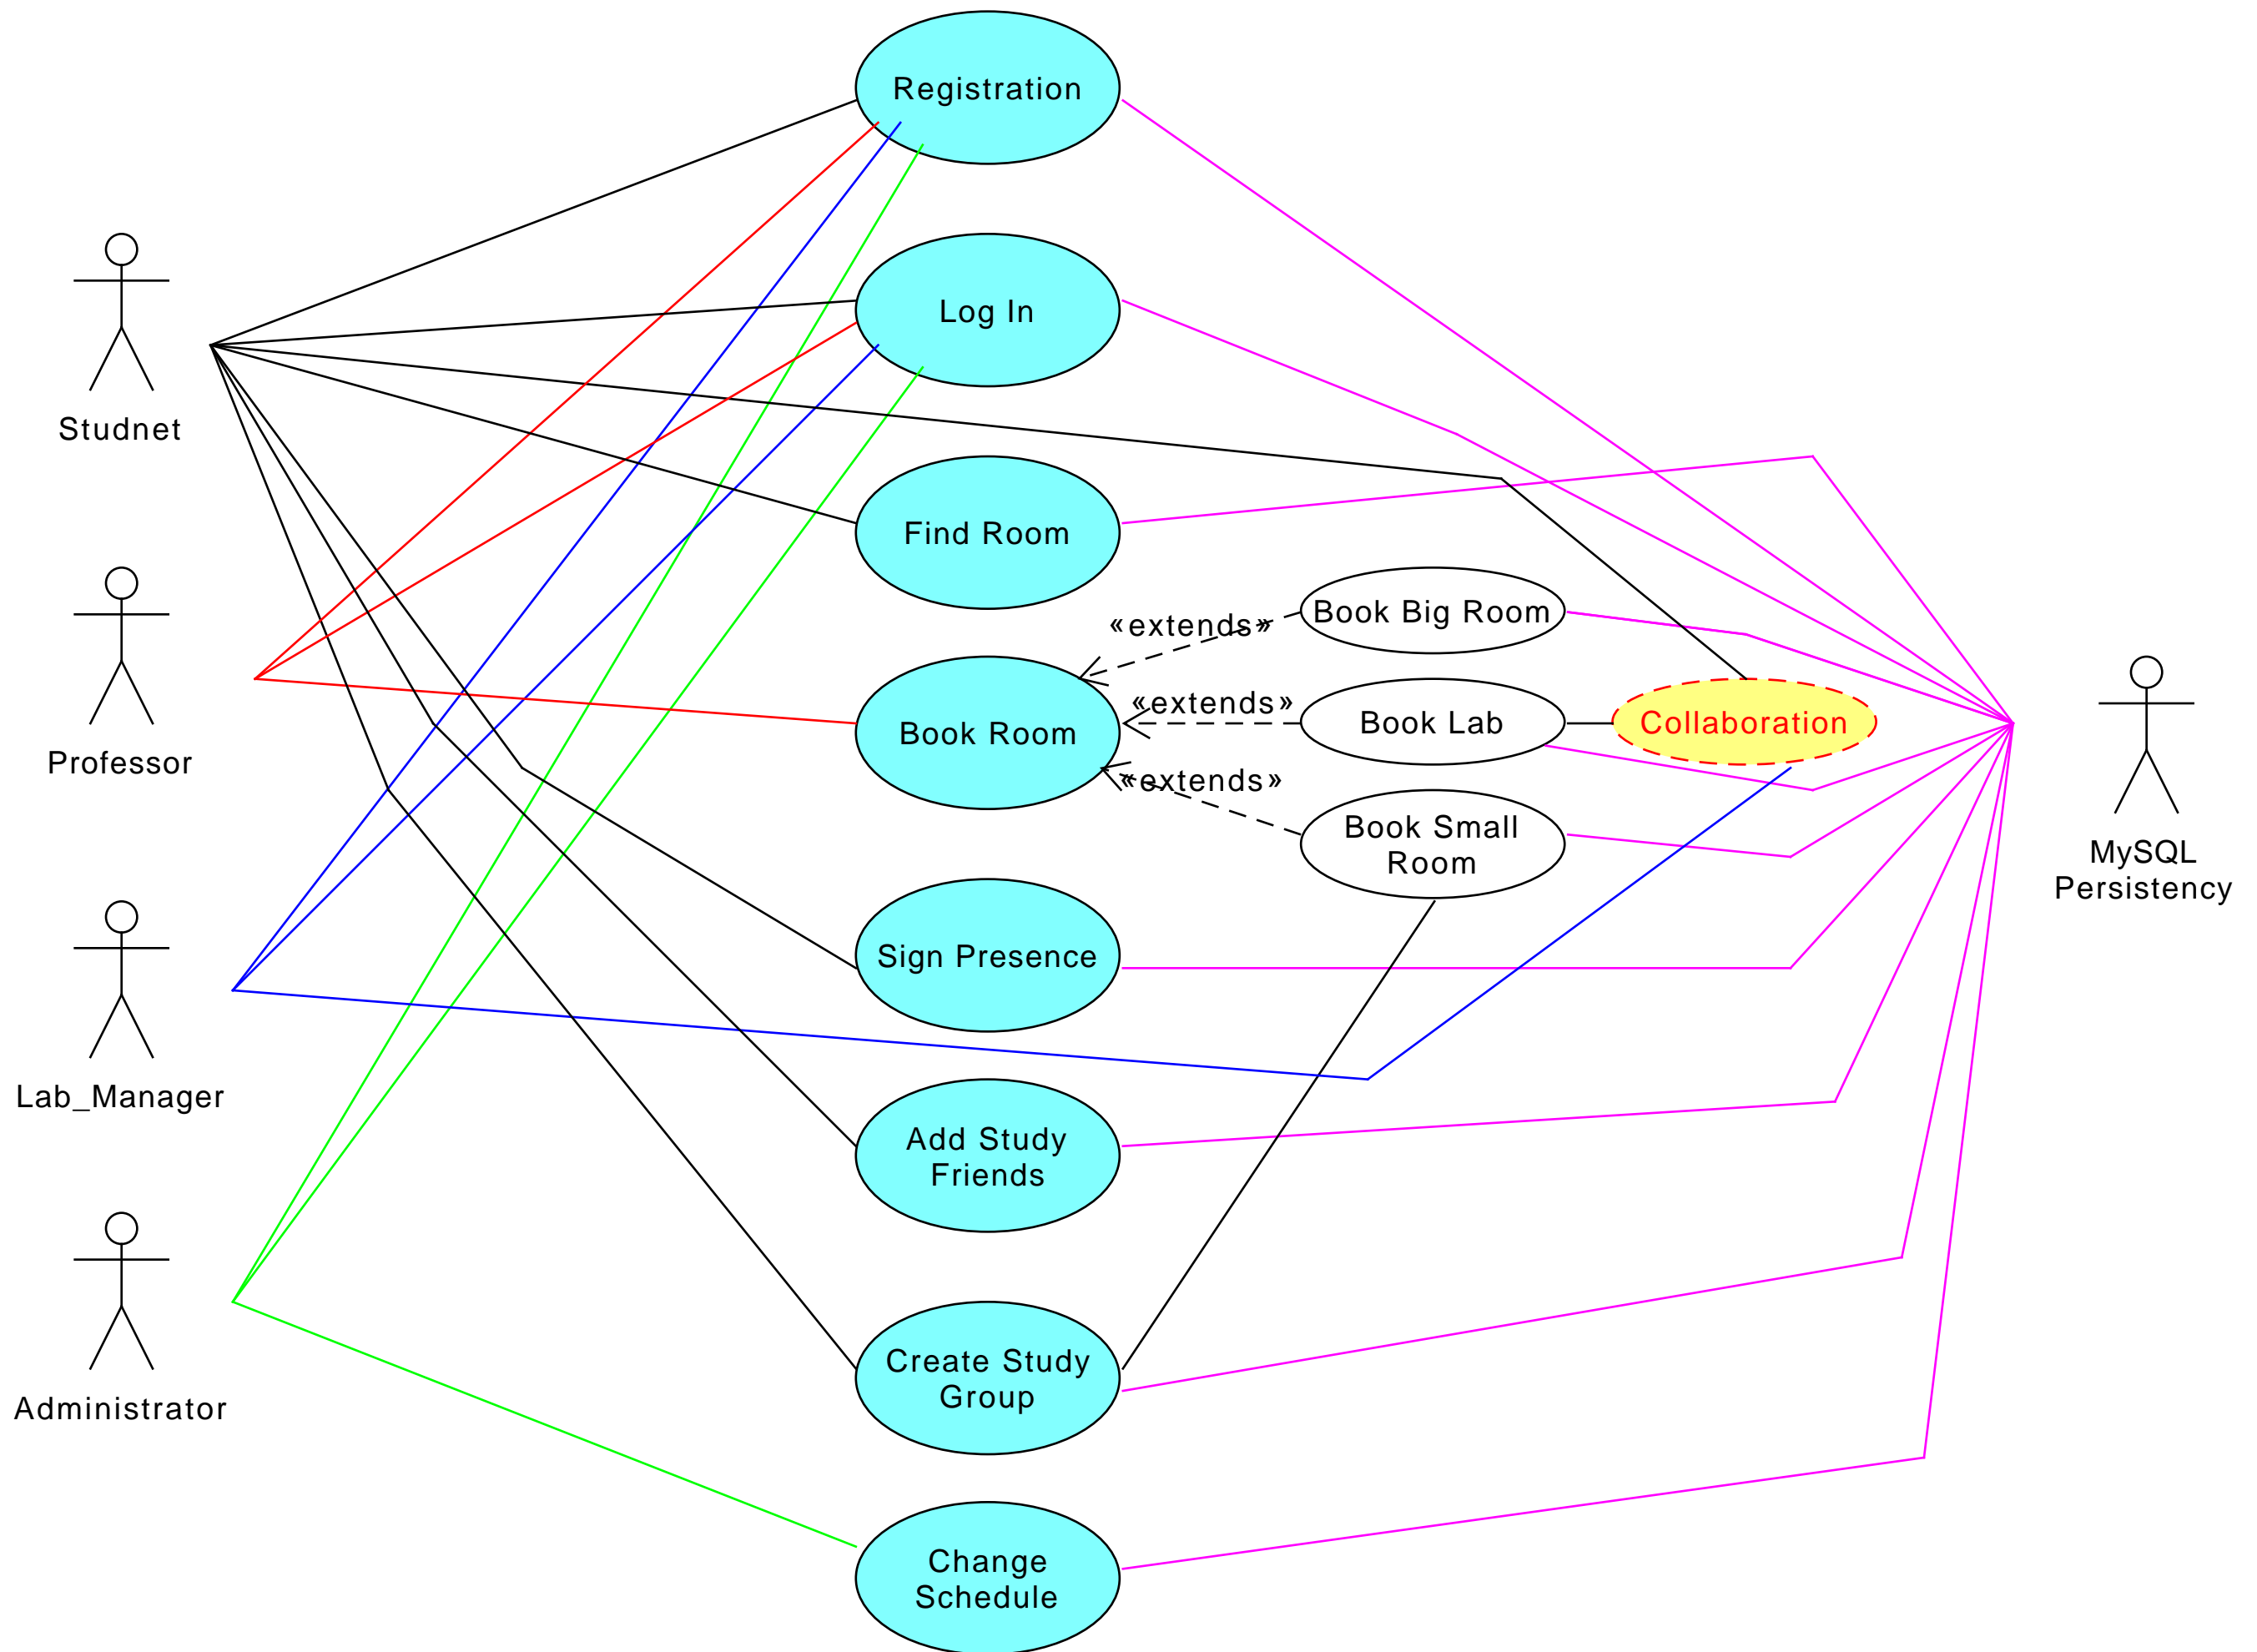 Registration
Log In
Studnet
Find Room
Book Big Room
«extends»
Professor
Book Room
«extends»
Book Lab
Collaboration
«extends»
Book Small
Room
MySQL
Persistency
Sign Presence
Lab_Manager
Add Study
Friends
Administrator
Create Study
Group
Change
Schedule